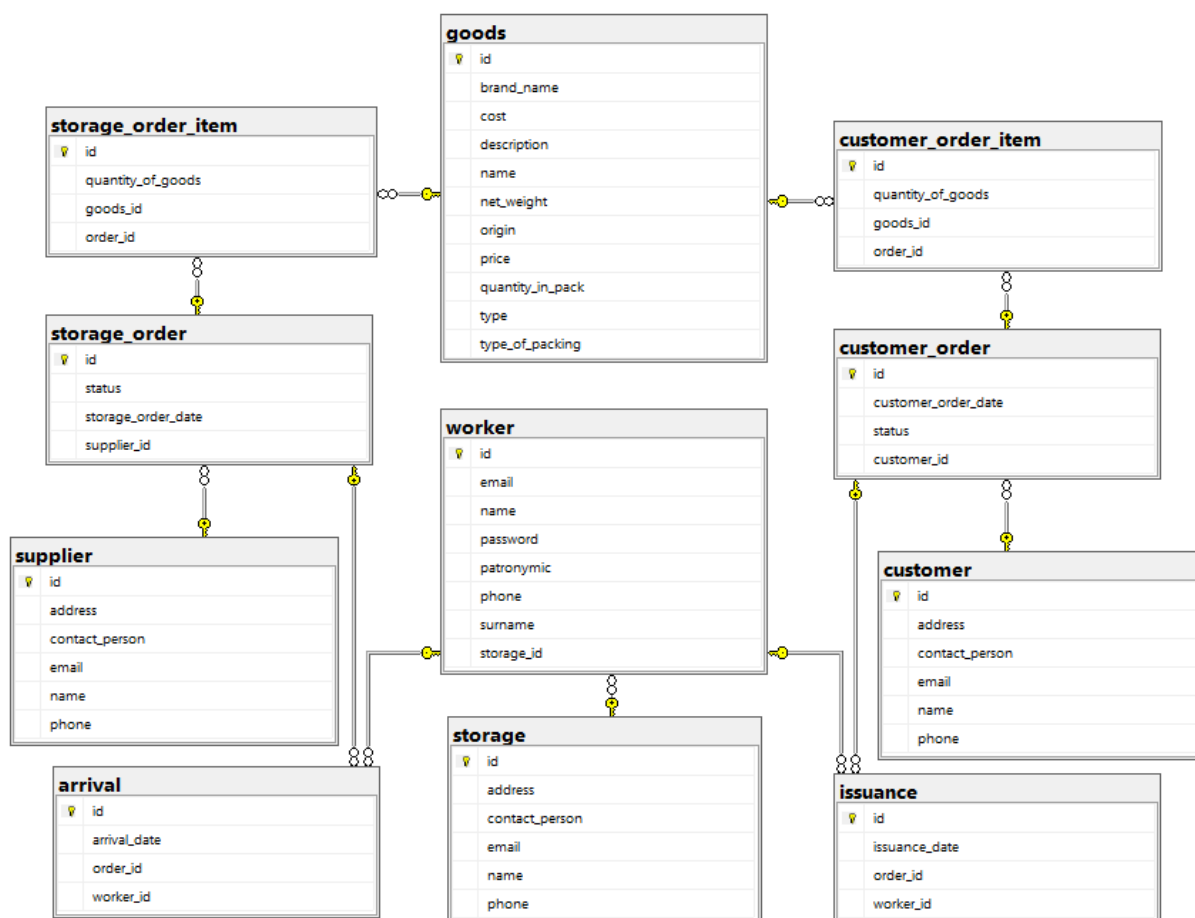 goods
id
brand_name
cost
description
name
net_weight
origin
price
quantity_in_pack
type
type_of_packing
storage_order_item
id
quantity_of_goods
goods_id
order_id
customer_order_item
id
quantity_of_goods
goods_id
order_id
storage_order
id
status
storage_order_date
supplier_id
customer_order
id
customer_order_date
status
customer_id
worker
id
email
name
password
patronymic
phone
surname
storage_id
supplier
id
address
contact_person
email
name
phone
customer
id
address
contact_person
email
name
phone
storage
id
address
contact_person
email
name
phone
arrival
id
arrival_date
order_id
worker_id
issuance
id
issuance_date
order_id
worker_id